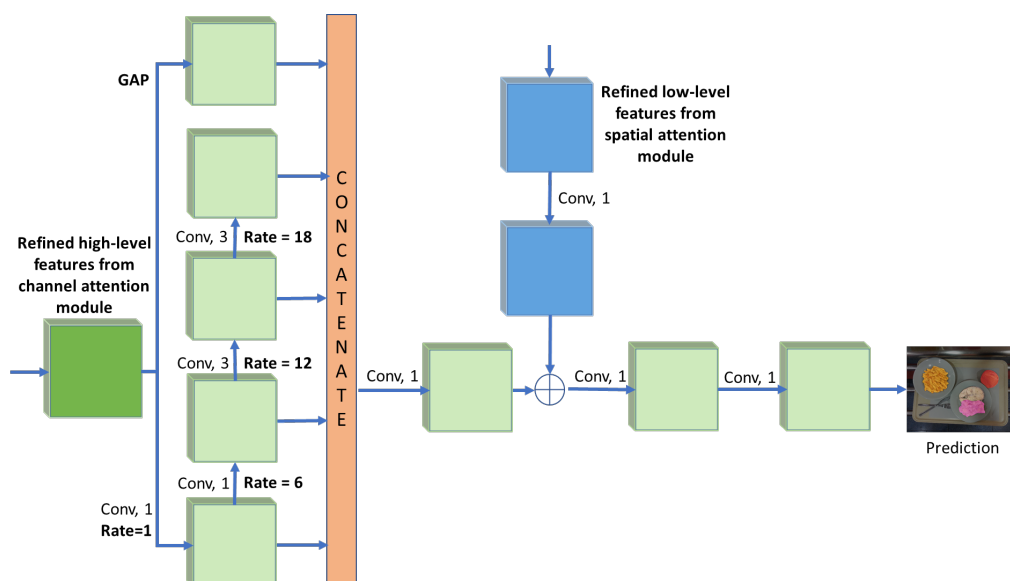 GAP
Refined low-level
features from
spatial attention
module
Conv, 1
CONCATENATE
Conv, 3 Rate = 18
Refined high-level
features from
channel attention
module
Conv, 3 Rate = 12
Conv, 1
Conv, 1
Conv, 1
Prediction
Conv, 1 Rate = 6
Conv, 1
Rate=1